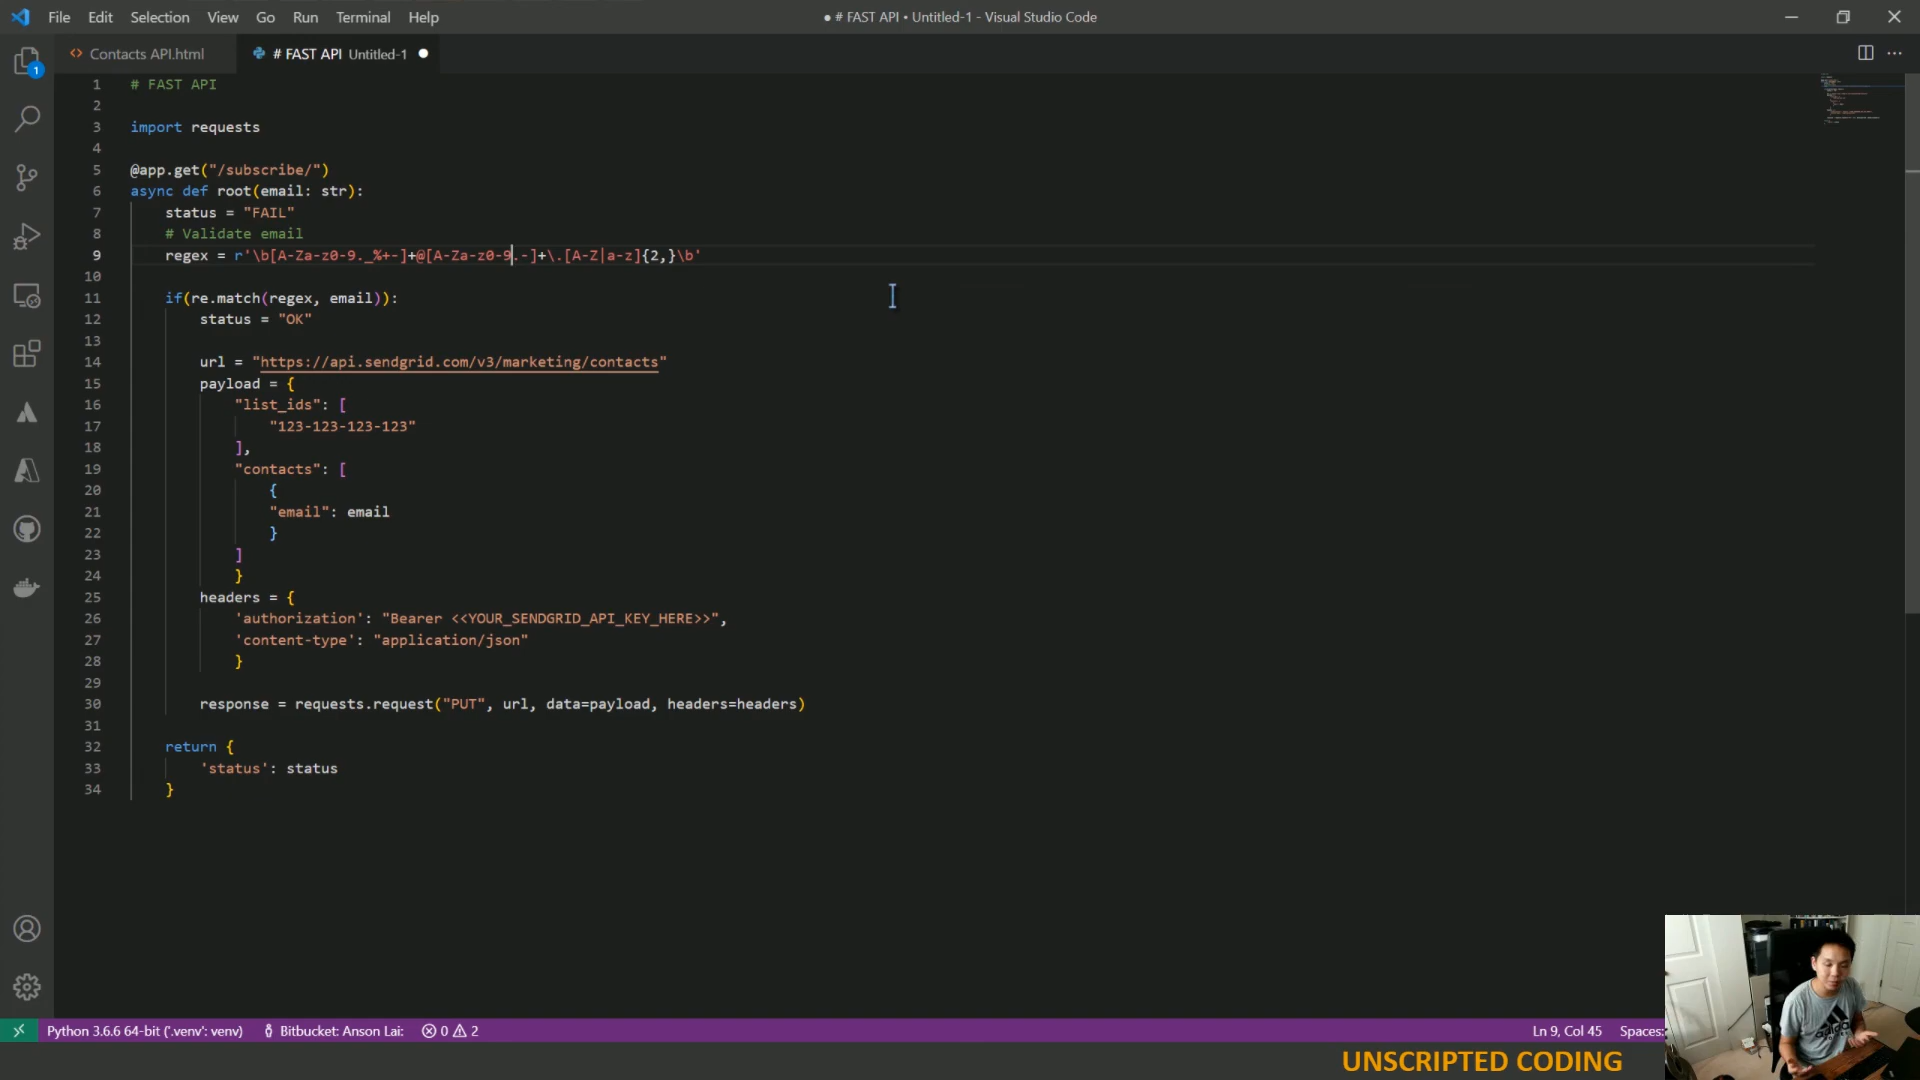 File Edit Selection View Go Run Terminal Help ● # FAST API • Untitled-1 - Visual Studio Code
Contacts API.html # FAST API Untitled-1
1 # FAST API
2
3 import requests
4
5 @app.get("/subscribe/")
6 async def root(email: str):
7 status = "FAIL"
8 # Validate email
9 regex = r'\b[A-Za-z0-9._%+-]+@[A-Za-z0-9.-]+\.[A-Z|a-z]{2,}\b'
10
11 if(re.match(regex, email)):
12 status = "OK"
13
14 url = "https://api.sendgrid.com/v3/marketing/contacts"
15 payload = {
16 "list_ids": [
17 "123-123-123-123"
18 ],
19 "contacts": [
20 {
21 "email": email
22 }
23 ]
24 }
25 headers = {
26 'authorization': "Bearer <<YOUR_SENDGRID_API_KEY_HERE>>",
27 'content-type': "application/json"
28 }
29
30 response = requests.request("PUT", url, data=payload, headers=headers)
31
32 return {
33 'status': status
34 }
1
Python 3.6.6 64-bit ('.venv': venv) Bitbucket: Anson Lai: 0 2 Ln 9, Col 45 Spaces:
UNSCRIPTED CODING
adidas